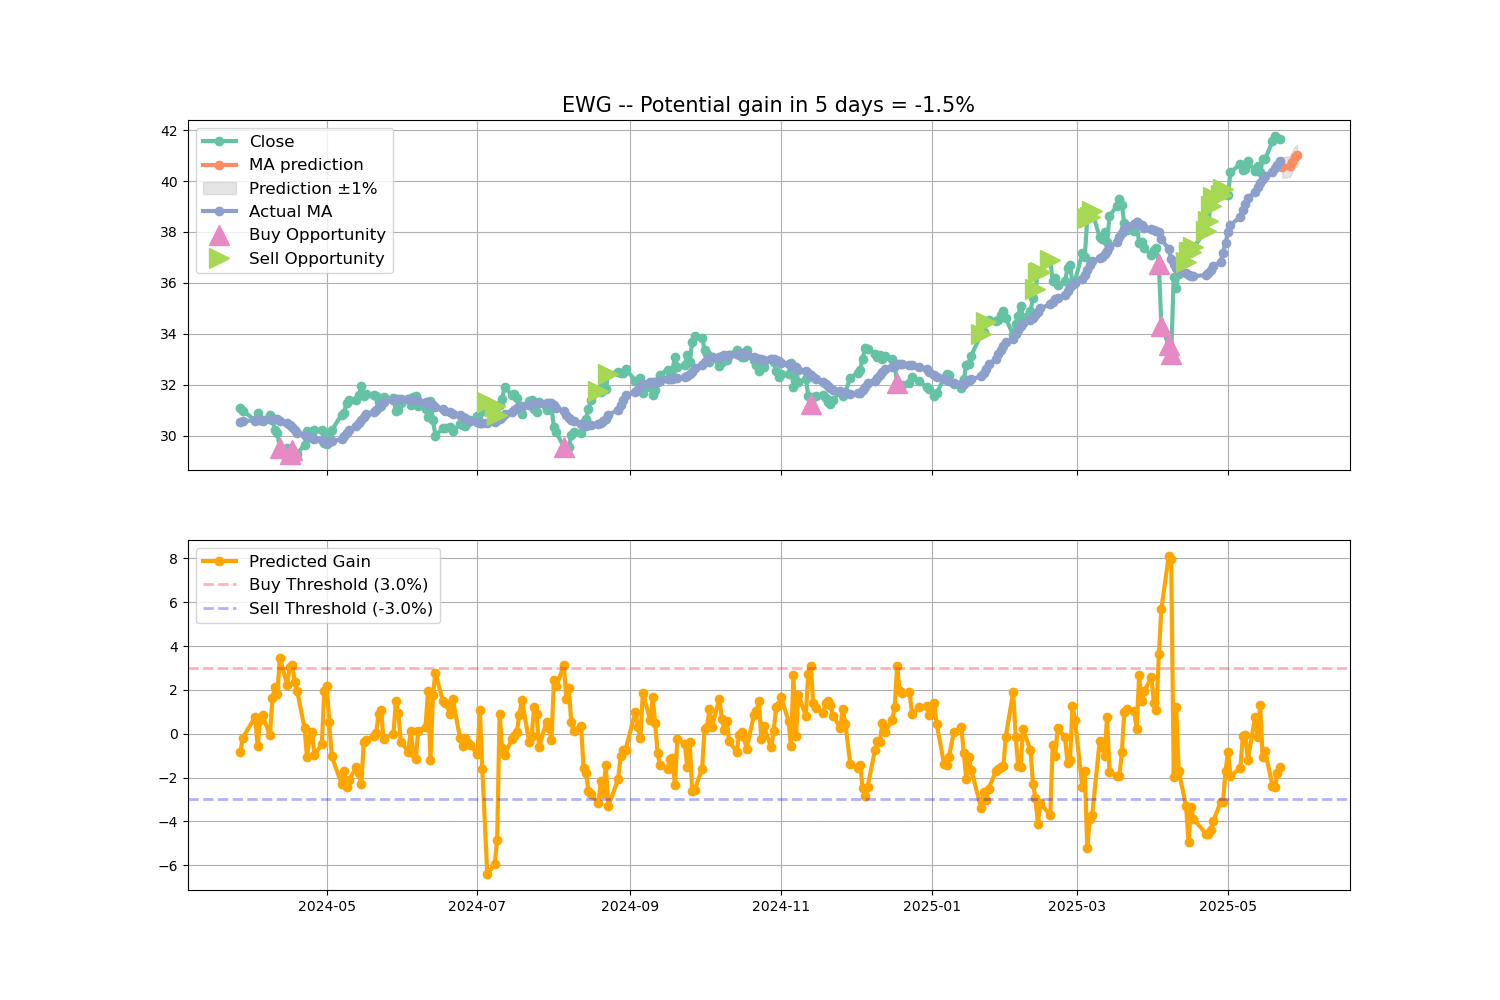 EWG -- Potential gain in 5 days = -1.5%
42
40
38
36
34
32
30
Close
MA prediction
Prediction ±1%
Actual MA
Buy Opportunity
Sell Opportunity
8
6
4
2
0
−2
−4
−6
Predicted Gain
Buy Threshold (3.0%)
Sell Threshold (-3.0%)
2024-05
2024-07
2024-09
2024-11
2025-01
2025-03
2025-05